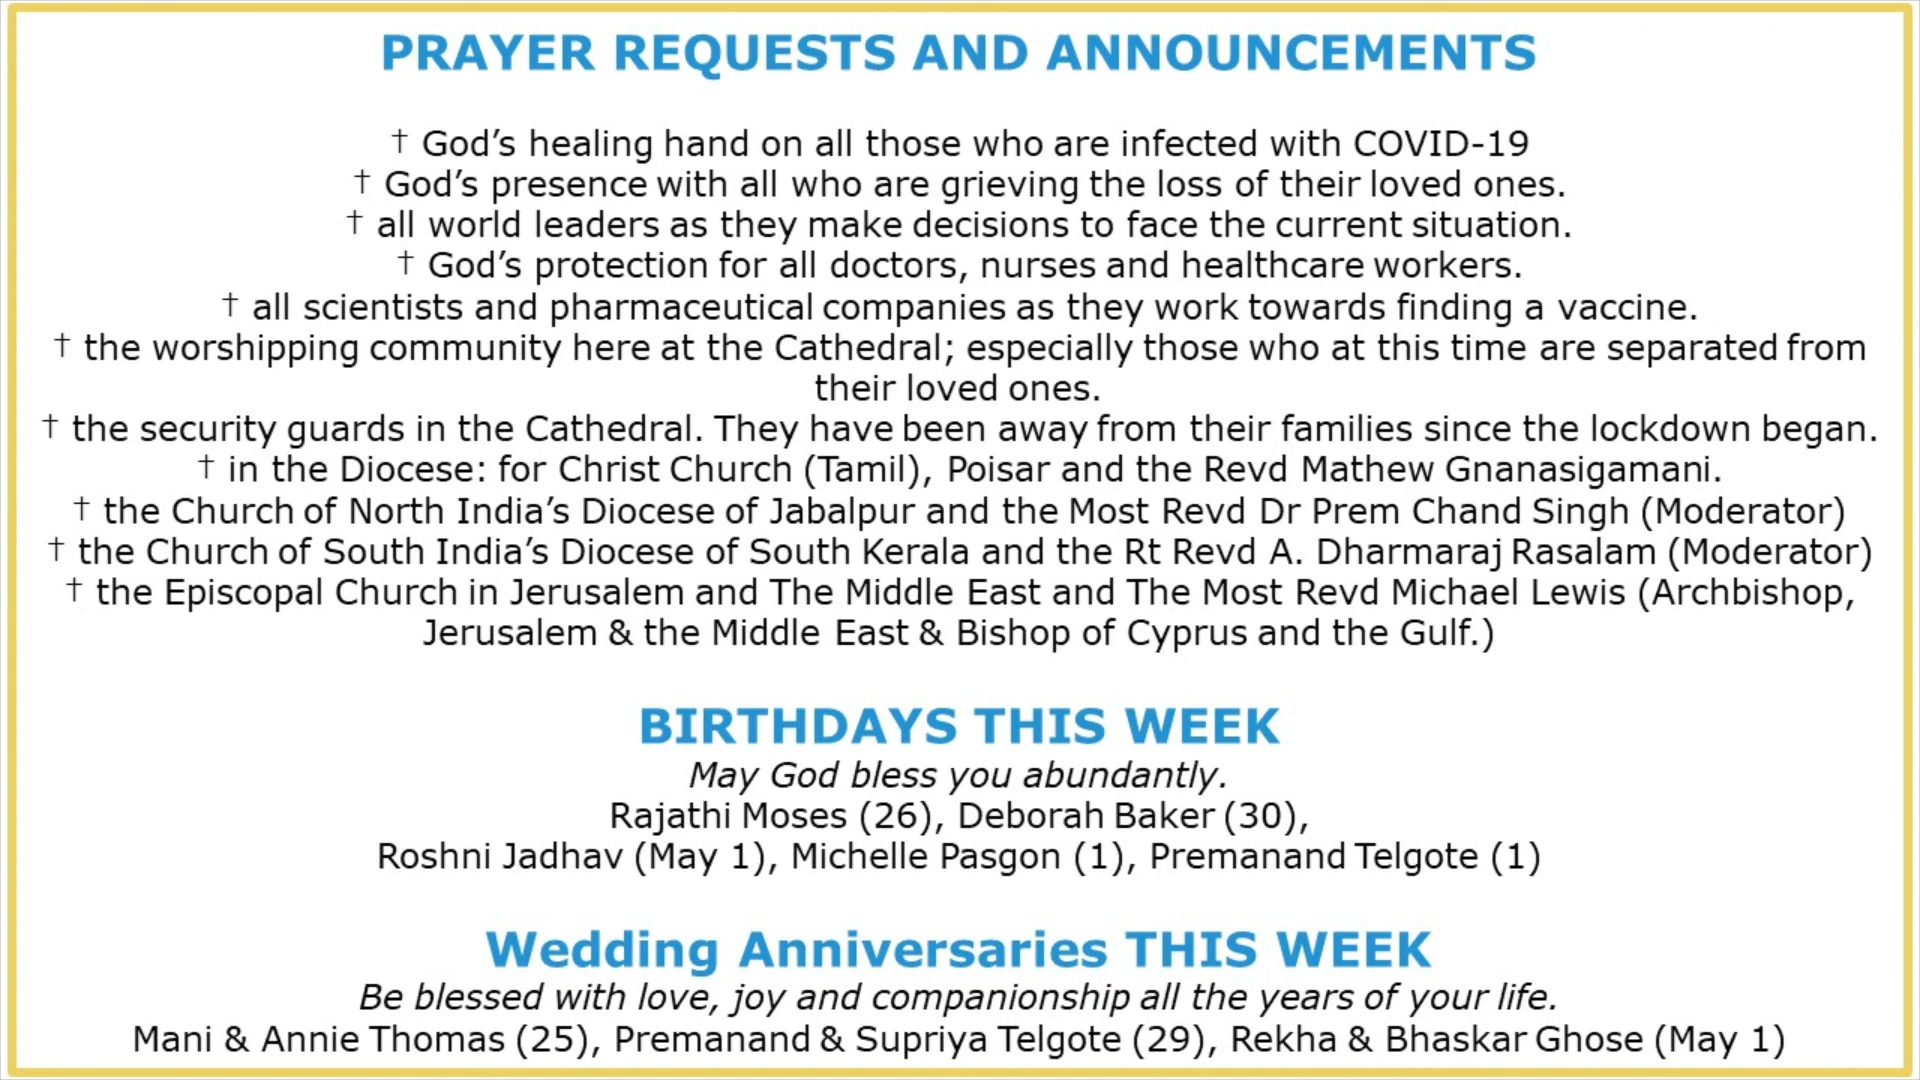 PRAYER REQUESTS AND ANNOUNCEMENTS
† God’s healing hand on all those who are infected with COVID-19
† God’s presence with all who are grieving the loss of their loved ones.
† all world leaders as they make decisions to face the current situation.
† God’s protection for all doctors, nurses and healthcare workers.
† all scientists and pharmaceutical companies as they work towards finding a vaccine.
† the worshipping community here at the Cathedral; especially those who at this time are separated from
their loved ones.
† the security guards in the Cathedral. They have been away from their families since the lockdown began.
† in the Diocese: for Christ Church (Tamil), Poisar and the Revd Mathew Gnanasigamani.
† the Church of North India’s Diocese of Jabalpur and the Most Revd Dr Prem Chand Singh (Moderator)
† the Church of South India’s Diocese of South Kerala and the Rt Revd A. Dharmaraj Rasalam (Moderator)
† the Episcopal Church in Jerusalem and The Middle East and The Most Revd Michael Lewis (Archbishop,
Jerusalem & the Middle East & Bishop of Cyprus and the Gulf.)
BIRTHDAYS THIS WEEK
May God bless you abundantly.
Rajathi Moses (26), Deborah Baker (30),
Roshni Jadhav (May 1), Michelle Pasgon (1), Premanand Telgote (1)
Wedding Anniversaries THIS WEEK
Be blessed with love, joy and companionship all the years of your life.
Mani & Annie Thomas (25), Premanand & Supriya Telgote (29), Rekha & Bhaskar Ghose (May 1)